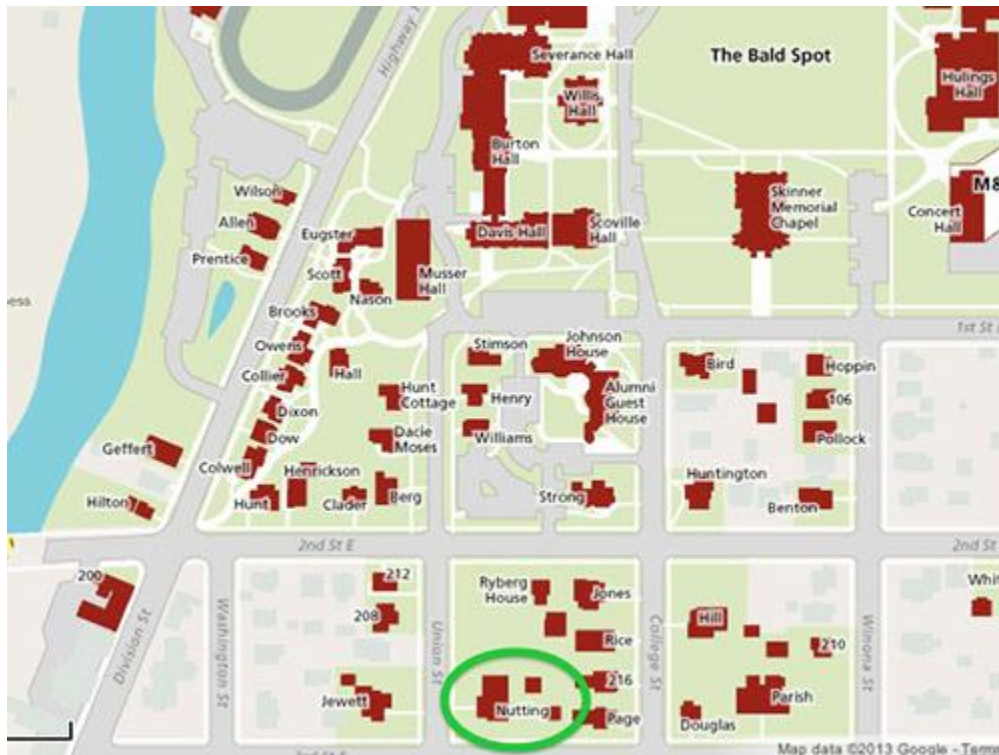 Highway
Severance Hall
The Bald Spot
Willis
Hall
Hulings
Hall
Burton
Hall
Wilson
Allen
Prentice
Eugster
Scott
Nason
Musser
Hall
Davis Hall
Scoville
Hall
Skinner
Memorial
Chapel
M&
Concert
Hall
Brooks
Owens
Collier
Hall
Dixon
Dow
Colwell
Hunt
Cottage
Dacie
Moses
Stimson
Henry
Williams
Johnson
House
Alumni
Guest
House
1st St
Bird
Hoppin
106
Pollock
Geffert
Hilton
Hunt
Henrickson
Clader
Berg
Strong
Huntington
Benton
2nd St E
2nd St
200
Division St
Washington St
212
208
Jewett
Union St
Ryberg
House
Jones
Rice
216
Nutting
Page
College St
Hill
210
Parish
Douglas
Winona St
Whit
Map data ©2013 Google - Terms